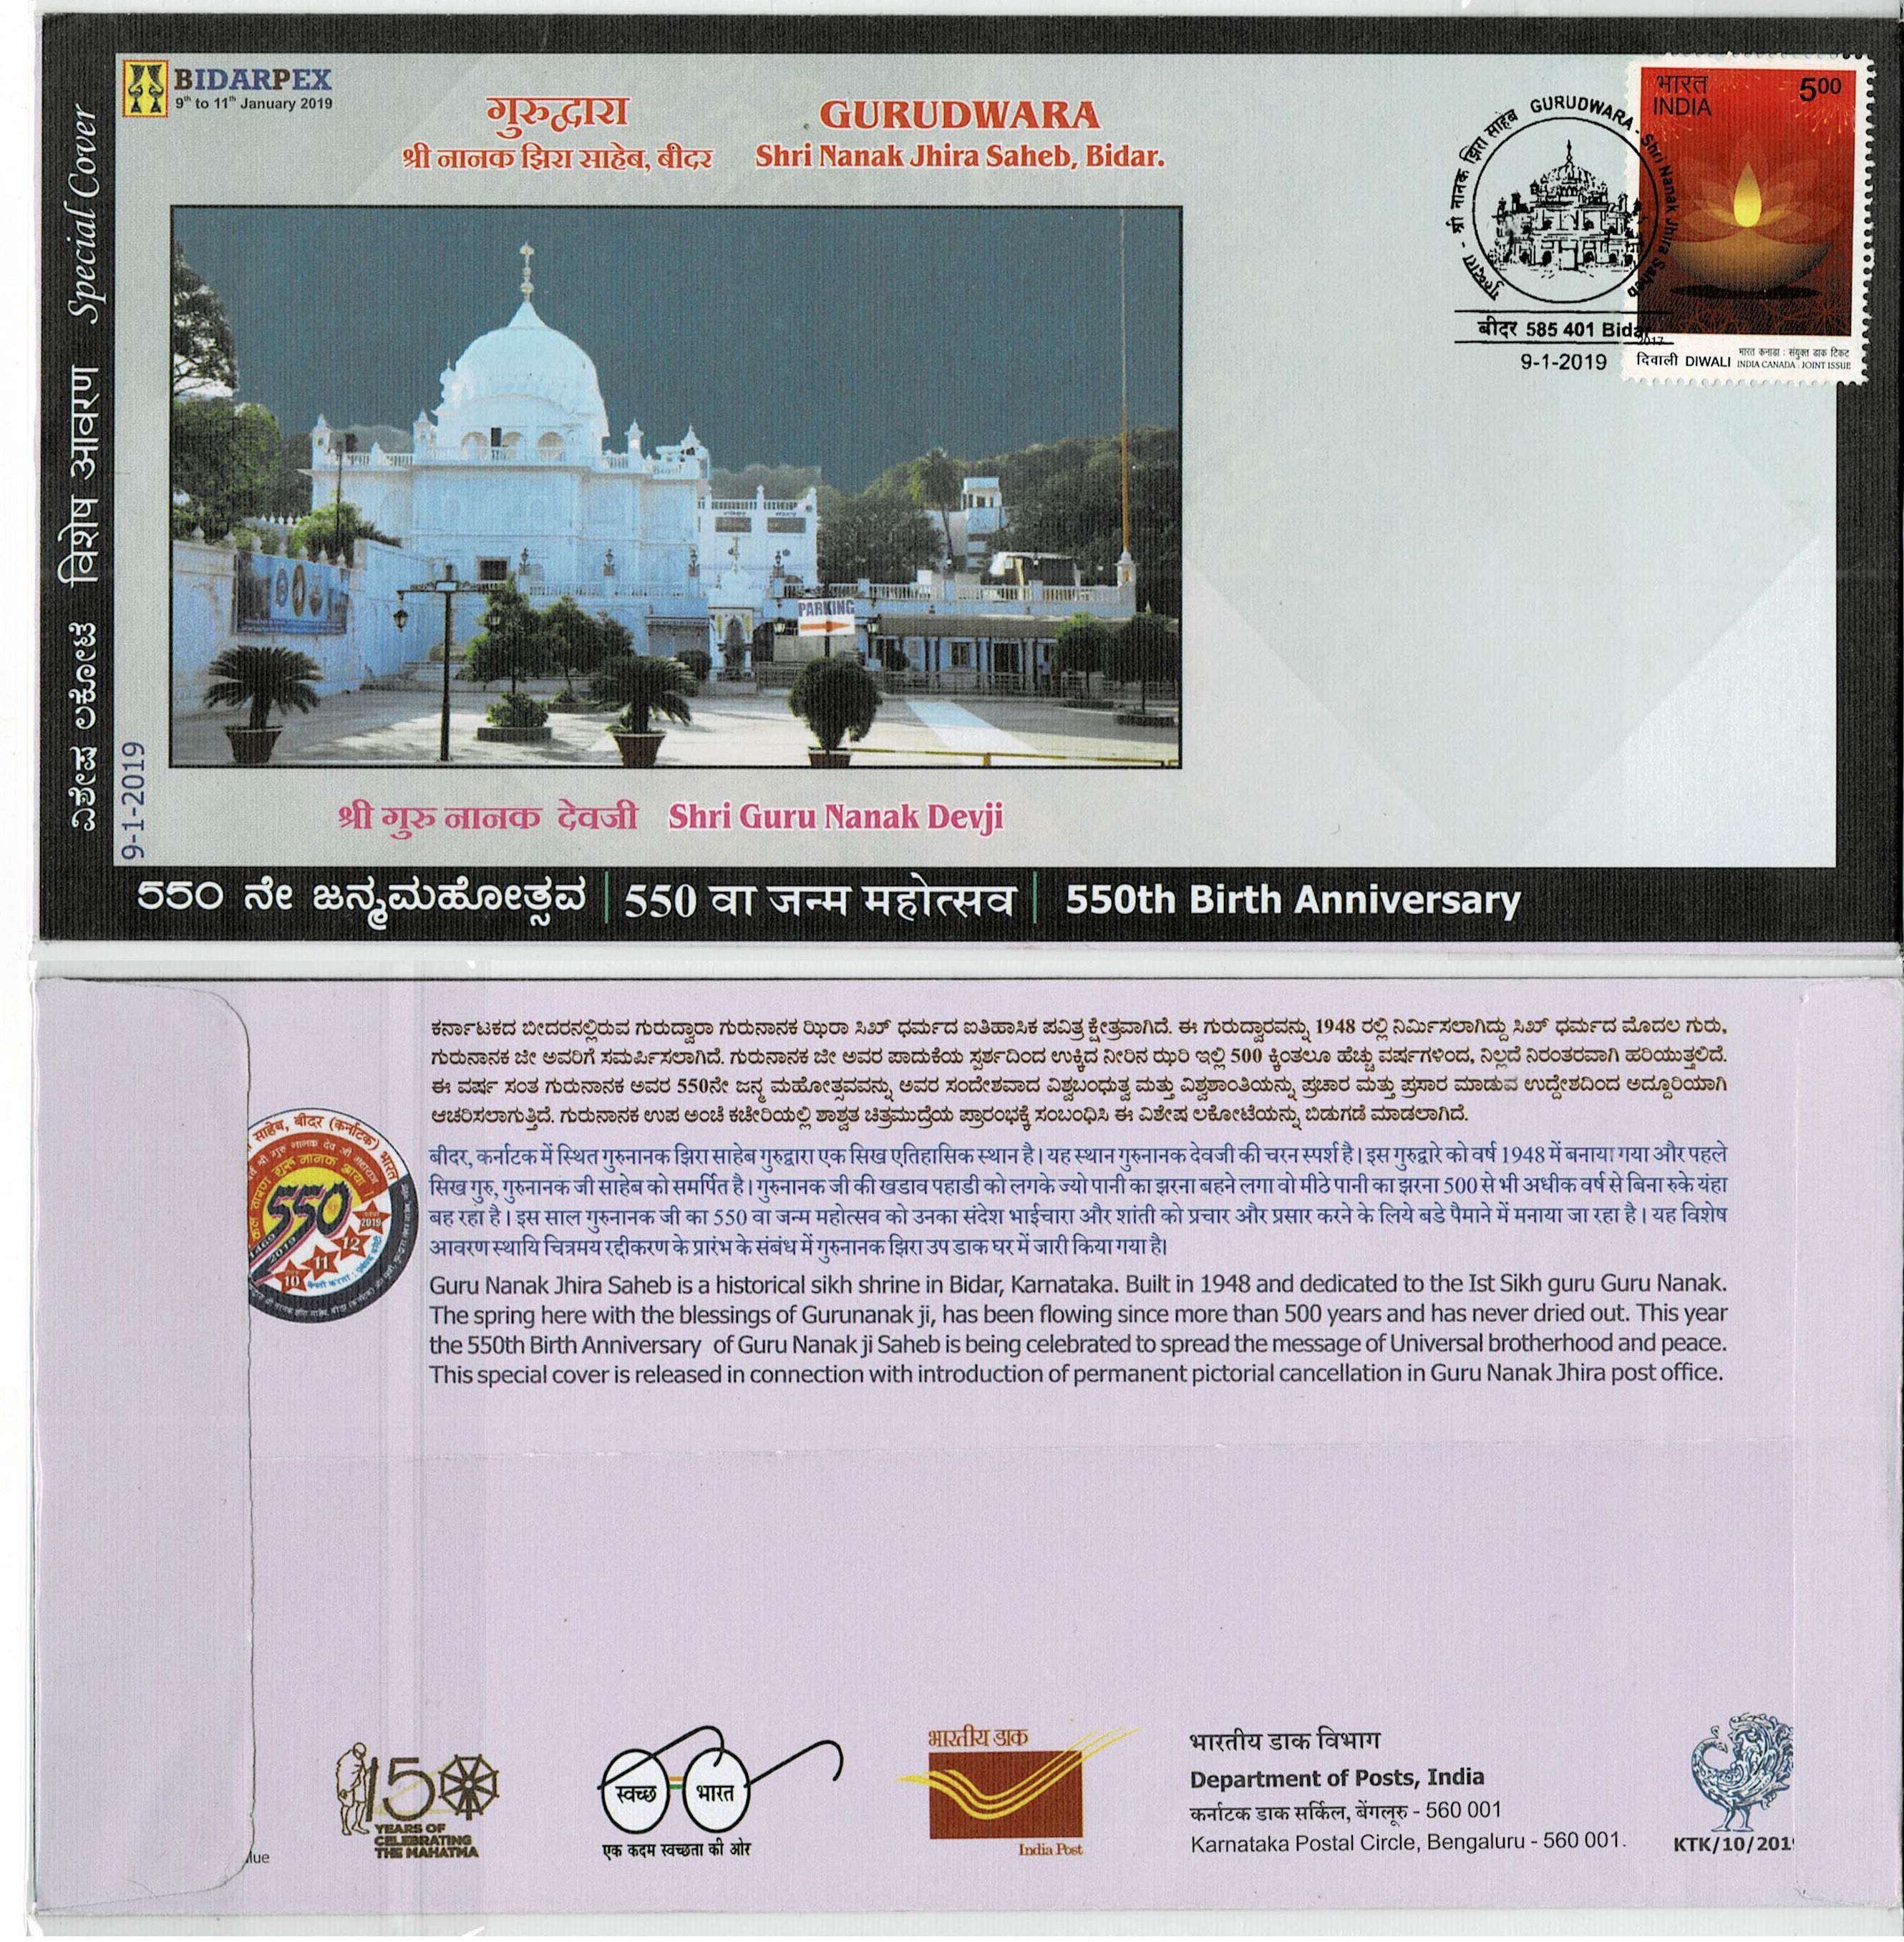 BIDARPEX
9th to 11th January 2019
गुरुद्वारा
श्री नानक झिरा साहेब, बीदर
GURUDWARA
Shri Nanak Jhira Saheb, Bidar.
गुरुद्वारा - श्री नानक झिरा साहेब GURUDWARA - Shri Nanak Jhira Saheb
बीदर 585 401 Bidar
9-1-2019
भारत
INDIA
500
2017
दिवाली DIWALI
भारत कनाडा : संयुक्त डाक टिकट
INDIA CANADA : JOINT ISSUE
ವಿಶೇಷ ಲಕೋಟೆ विशेष आवरण Special Cover
9-1-2019
PARKING
श्री गुरु नानक देवजी Shri Guru Nanak Devji
550 ನೇ ಜನ್ಮಮಹೋತ್ಸವ | 550 वा जन्म महोत्सव | 550th Birth Anniversary
ಕರ್ನಾಟಕದ ಬೀದರನಲ್ಲಿರುವ ಗುರುದ್ವಾರಾ ಗುರುನಾನಕ ಝಿರಾ ಸಿಖ್ ಧರ್ಮದ ಐತಿಹಾಸಿಕ ಪವಿತ್ರ ಕ್ಷೇತ್ರವಾಗಿದೆ. ಈ ಗುರುದ್ವಾರವನ್ನು 1948 ರಲ್ಲಿ ನಿರ್ಮಿಸಲಾಗಿದ್ದು ಸಿಖ್ ಧರ್ಮದ ಮೊದಲ ಗುರು,
ಗುರುನಾನಕ ಜೀ ಅವರಿಗೆ ಸಮರ್ಪಿಸಲಾಗಿದೆ. ಗುರುನಾನಕ ಜೀ ಅವರ ಪಾದುಕೆಯ ಸ್ಪರ್ಶದಿಂದ ಉಕ್ಕಿದ ನೀರಿನ ಝರಿ ಇಲ್ಲಿ 500 ಕ್ಕಿಂತಲೂ ಹೆಚ್ಚು ವರ್ಷಗಳಿಂದ, ನಿಲ್ಲದೆ ನಿರಂತರವಾಗಿ ಹರಿಯುತ್ತಲಿದೆ.
ಈ ವರ್ಷ ಸಂತ ಗುರುನಾನಕ ಅವರ 550ನೇ ಜನ್ಮ ಮಹೋತ್ಸವವನ್ನು ಅವರ ಸಂದೇಶವಾದ ವಿಶ್ವಬಂಧುತ್ವ ಮತ್ತು ವಿಶ್ವಶಾಂತಿಯನ್ನು ಪ್ರಚಾರ ಮತ್ತು ಪ್ರಸಾರ ಮಾಡುವ ಉದ್ದೇಶದಿಂದ ಅದ್ದೂರಿಯಾಗಿ
ಆಚರಿಸಲಾಗುತ್ತಿದೆ. ಗುರುನಾನಕ ಉಪ ಅಂಚೆ ಕಚೇರಿಯಲ್ಲಿ ಶಾಶ್ವತ ಚಿತ್ರಮುದ್ರೆಯ ಪ್ರಾರಂಭಕ್ಕೆ ಸಂಬಂಧಿಸಿ ಈ ವಿಶೇಷ ಲಕೋಟೆಯನ್ನು ಬಿಡುಗಡೆ ಮಾಡಲಾಗಿದೆ.
साहेब, बीदर (कर्नाटक) भारत
गुरू नानक आया
550
1469 2019
2019
10 11 12
बीदर, कर्नाटक में स्थित गुरुनानक झिरा साहेब गुरुद्वारा एक सिख एतिहासिक स्थान है। यह स्थान गुरुनानक देवजी की चरन स्पर्श है। इस गुरुद्वारे को वर्ष 1948 में बनाया गया और पहले
सिख गुरु, गुरुनानक जी साहेब को समर्पित है। गुरुनानक जी की खडाव पहाडी को लगके ज्यो पानी का झरना बहने लगा वो मीठे पानी का झरना 500 से भी अधीक वर्ष से बिना रुके यंहा
बह रहा है। इस साल गुरुनानक जी का 550 वा जन्म महोत्सव को उनका संदेश भाईचारा और शांती को प्रचार और प्रसार करने के लिये बडे पैमाने में मनाया जा रहा है। यह विशेष
आवरण स्थायि चित्रमय रद्दीकरण के प्रारंभ के संबंध में गुरुनानक झिरा उप डाक घर में जारी किया गया है।
Guru Nanak Jhira Saheb is a historical sikh shrine in Bidar, Karnataka. Built in 1948 and dedicated to the Ist Sikh guru Guru Nanak.
The spring here with the blessings of Gurunanak ji, has been flowing since more than 500 years and has never dried out. This year
the 550th Birth Anniversary of Guru Nanak ji Saheb is being celebrated to spread the message of Universal brotherhood and peace.
This special cover is released in connection with introduction of permanent pictorial cancellation in Guru Nanak Jhira post office.
lue
150
YEARS OF
CELEBRATING
THE MAHATMA
स्वच्छ भारत
एक कदम स्वच्छता की ओर
भारतीय डाक
India Post
भारतीय डाक विभाग
Department of Posts, India
कर्नाटक डाक सर्किल, बेंगलूरु - 560 001
Karnataka Postal Circle, Bengaluru - 560 001.
KTK/10/201